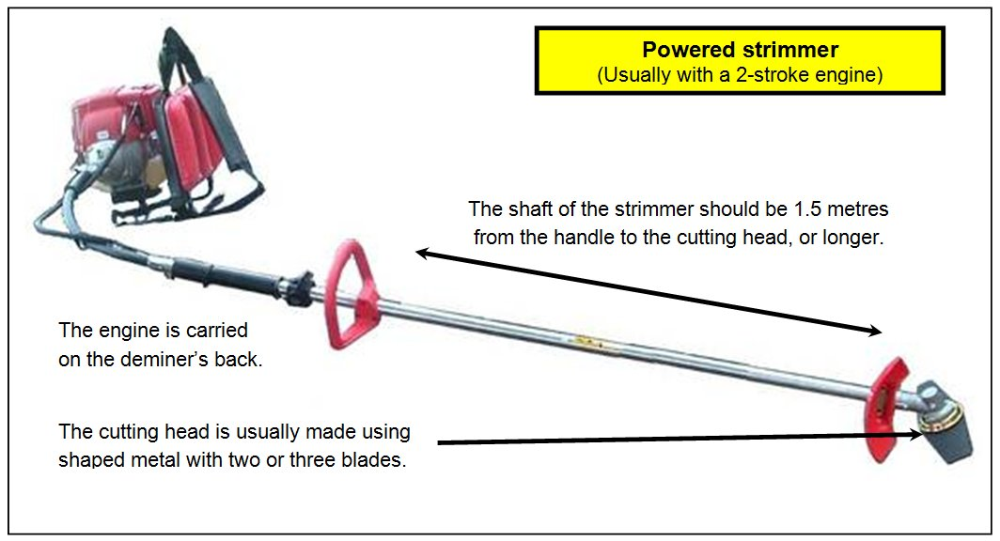 Powered strimmer
(Usually with a 2-stroke engine)
The shaft of the strimmer should be 1.5 metres
from the handle to the cutting head, or longer.
The engine is carried
on the deminer’s back.
The cutting head is usually made using
shaped metal with two or three blades.